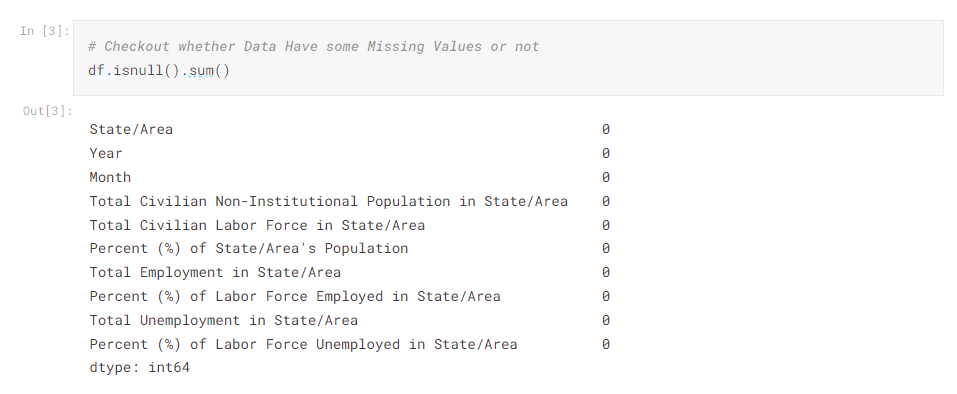 In [3]:
# Checkout whether Data Have some Missing Values or not
df.isnull().sum()
Out[3]:
State/Area 0
Year 0
Month 0
Total Civilian Non-Institutional Population in State/Area 0
Total Civilian Labor Force in State/Area 0
Percent (%) of State/Area's Population 0
Total Employment in State/Area 0
Percent (%) of Labor Force Employed in State/Area 0
Total Unemployment in State/Area 0
Percent (%) of Labor Force Unemployed in State/Area 0
dtype: int64